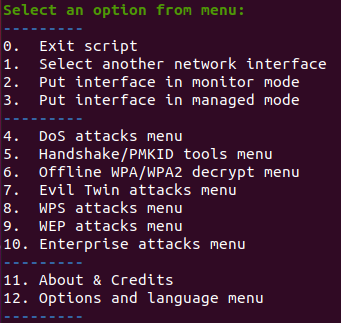 Select an option from menu:
---------
0.  Exit script
1.  Select another network interface
2.  Put interface in monitor mode
3.  Put interface in managed mode
---------
4.  DoS attacks menu
5.  Handshake/PMKID tools menu
6.  Offline WPA/WPA2 decrypt menu
7.  Evil Twin attacks menu
8.  WPS attacks menu
9.  WEP attacks menu
10. Enterprise attacks menu
---------
11. About & Credits
12. Options and language menu
---------